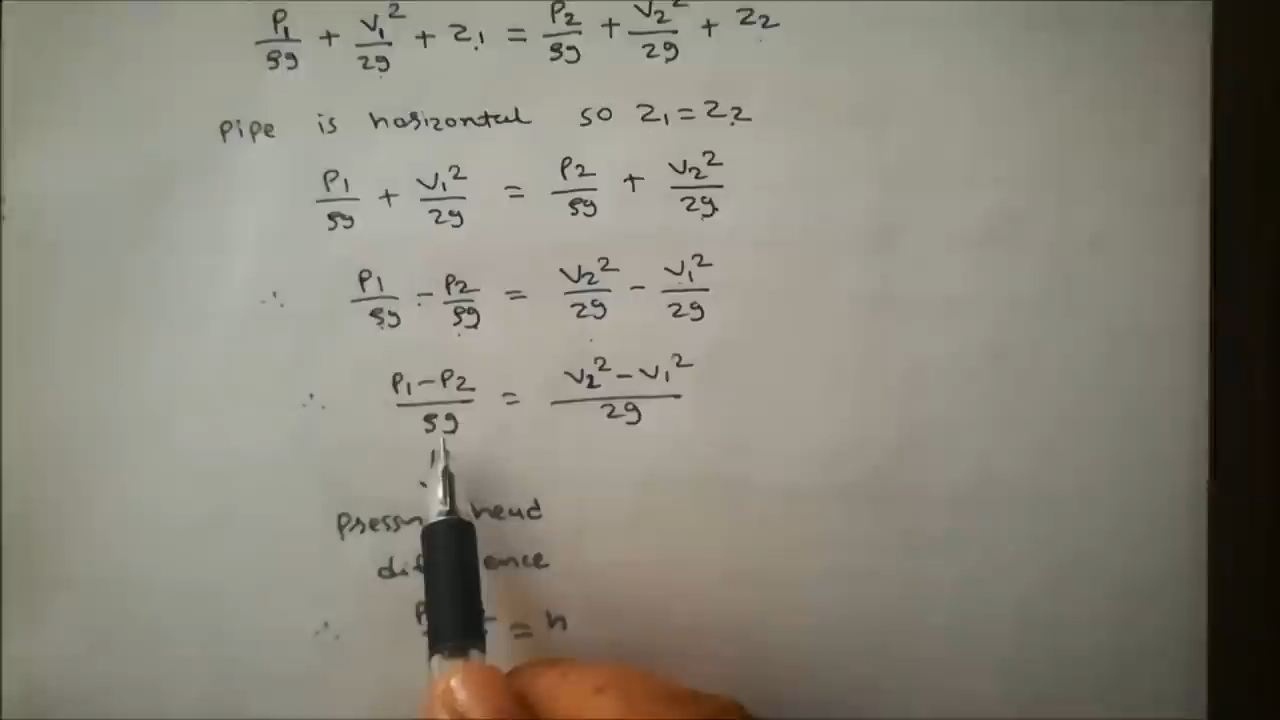 P₁/ρg + V₁²/2g + Z₁ = P₂/ρg + V₂²/2g + Z₂
Pipe is horizontal so Z₁ = Z₂
P₁/ρg + V₁²/2g = P₂/ρg + V₂²/2g
∴ P₁/ρg - P₂/ρg = V₂²/2g - V₁²/2g
∴ P₁-P₂/ρg = V₂²-V₁²/2g
head
∴ = h